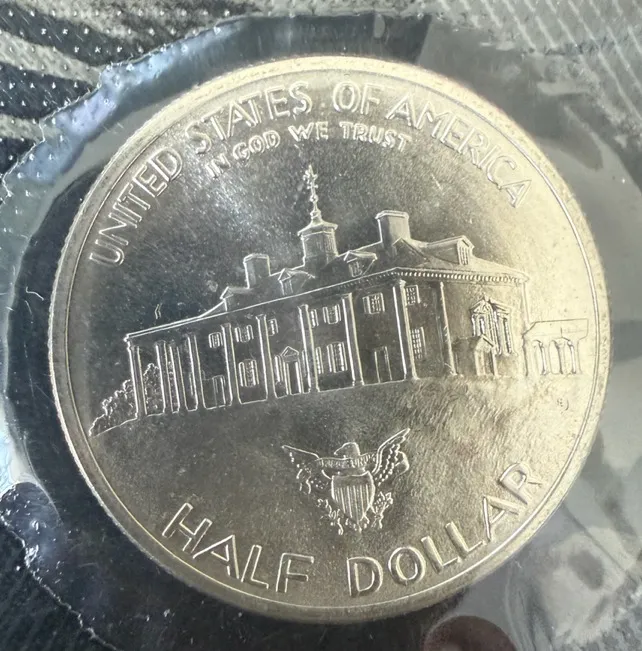 UNITED STATES OF AMERICA
IN GOD WE TRUST
HALF DOLLAR